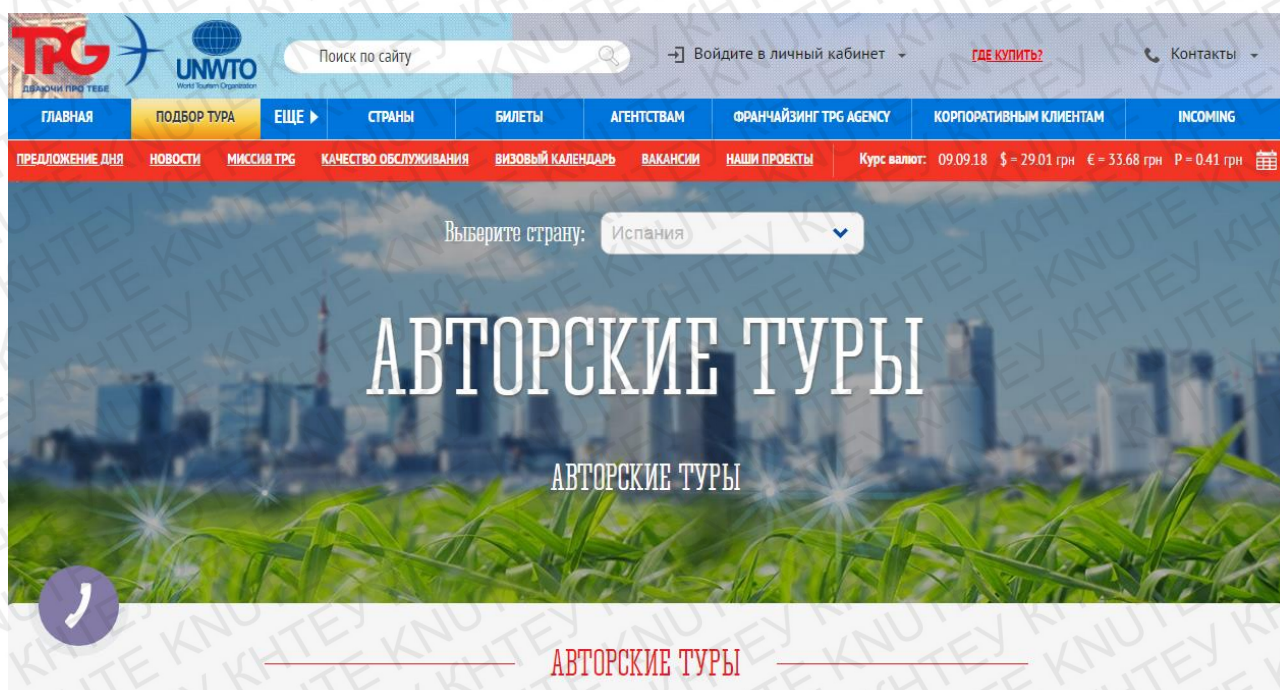 TPG
ДБАЮЧИ ПРО ТЕБЕ
UNWTO
World Tourism Organization
Поиск по сайту
Войдите в личный кабинет
ГДЕ КУПИТЬ?
Контакты
ГЛАВНАЯ ПОДБОР ТУРА ЕЩЕ СТРАНЫ БИЛЕТЫ АГЕНТСТВАМ ФРАНЧАЙЗИНГ TPG AGENCY КОРПОРАТИВНЫМ КЛИЕНТАМ INCOMING
ПРЕДЛОЖЕНИЕ ДНЯ НОВОСТИ МИССИЯ TPG КАЧЕСТВО ОБСЛУЖИВАНИЯ ВИЗОВЫЙ КАЛЕНДАРЬ ВАКАНСИИ НАШИ ПРОЕКТЫ Курс валют: 09.09.18 $ = 29.01 грн € = 33.68 грн Р = 0.41 грн
Выберите страну: Испания
АВТОРСКИЕ ТУРЫ
АВТОРСКИЕ ТУРЫ
АВТОРСКИЕ ТУРЫ
KNUTE KHTEY